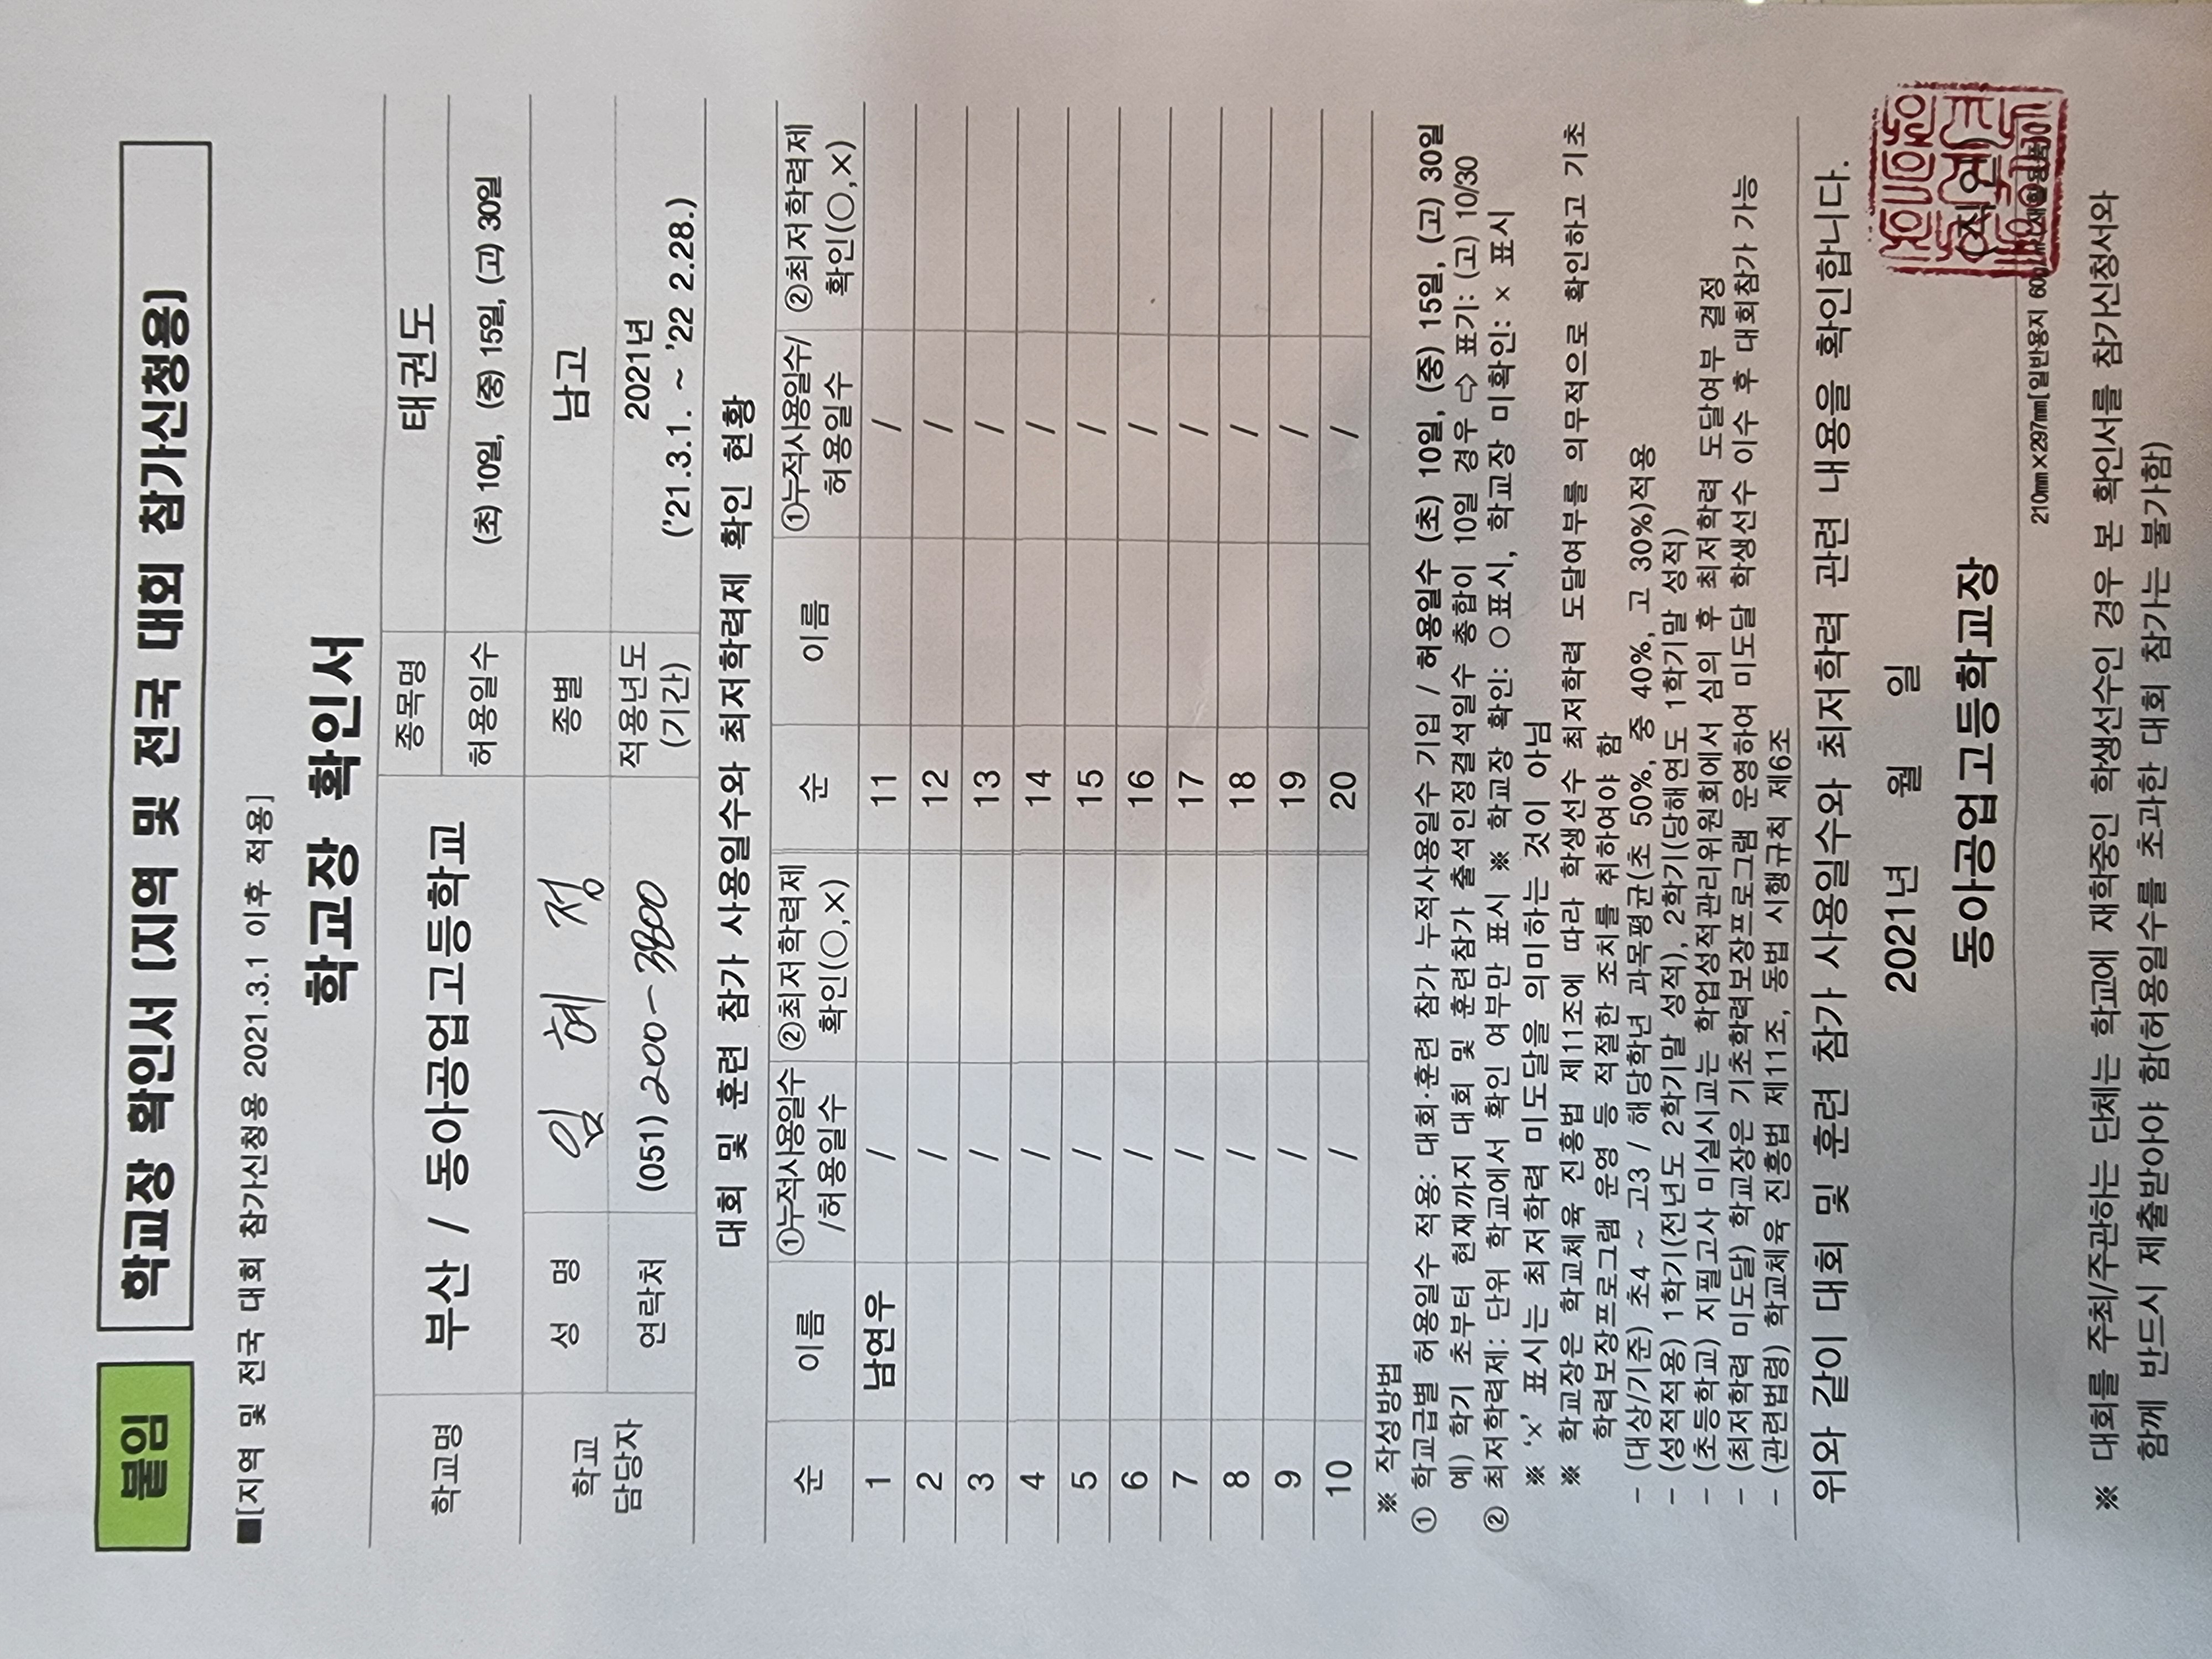 붙임 학교장 확인서 (지역 및 전국 대회 참가신청용)
■[지역 및 전국 대회 참가신청용 2021.3.1 이후 적용]
학교장 확인서
학교명 부산 / 동아공업고등학교 종목명 태권도
허용일수 (초) 10일, (중) 15일, (고) 30일
학교 담당자 성 명 임 혜 정 종별 남고
연락처 (051) 200-3800 적용년도 (기간) 2021년 ('21.3.1. ~ '22 2.28.)
대회 및 훈련 참가 사용일수와 최저학력제 확인 현황
순 이름 ①누적사용일수/허용일수 ②최저학력제 확인(○,×) 순 이름 ①누적사용일수/허용일수 ②최저학력제 확인(○,×)
1 남연우 / 11 /
2 / 12 /
3 / 13 /
4 / 14 /
5 / 15 /
6 / 16 /
7 / 17 /
8 / 18 /
9 / 19 /
10 / 20 /
※ 작성방법
① 학교급별 허용일수 적용: 대회·훈련 참가 누적사용일수 기입 / 허용일수 (초) 10일, (중) 15일, (고) 30일
예) 학기 초부터 현재까지 대회 및 훈련참가 출석인정결석일수 총합이 10일 경우 ⇨ 표기: (고) 10/30
② 최저학력제: 단위 학교에서 확인 여부만 표시 ※ 학교장 확인: ○표시, 학교장 미확인: × 표시
※ '×' 표시는 최저학력 미도달을 의미하는 것이 아님
※ 학교장은 학교체육 진흥법 제11조에 따라 학생선수 최저학력 도달여부를 의무적으로 확인하고 기초
학력보장프로그램 운영 등 적절한 조치를 취하여야 함
- (대상/기준) 초4 ~ 고3 / 해당학년 과목평균(초 50%, 중 40%, 고 30%)적용
- (성적적용) 1학기(전년도 2학기말 성적), 2학기(당해연도 1학기말 성적)
- (초등학교) 지필고사 미실시교는 학업성적관리위원회에서 심의 후 최저학력 도달여부 결정
- (최저학력 미도달) 학교장은 기초학력보장프로그램 운영하여 미도달 학생선수 이수 후 대회참가 가능
- (관련법령) 학교체육 진흥법 제11조, 동법 시행규칙 제6조
위와 같이 대회 및 훈련 참가 사용일수와 최저학력 관련 내용을 확인합니다.
2021년 월 일
동아공업고등학교장 (직인)
210㎜×297㎜[일반용지 60g/㎡(재활용품)]
※ 대회를 주최/주관하는 단체는 학교에 재학중인 학생선수인 경우 본 확인서를 참가신청서와
함께 반드시 제출받아야 함(허용일수를 초과한 대회 참가는 불가함)